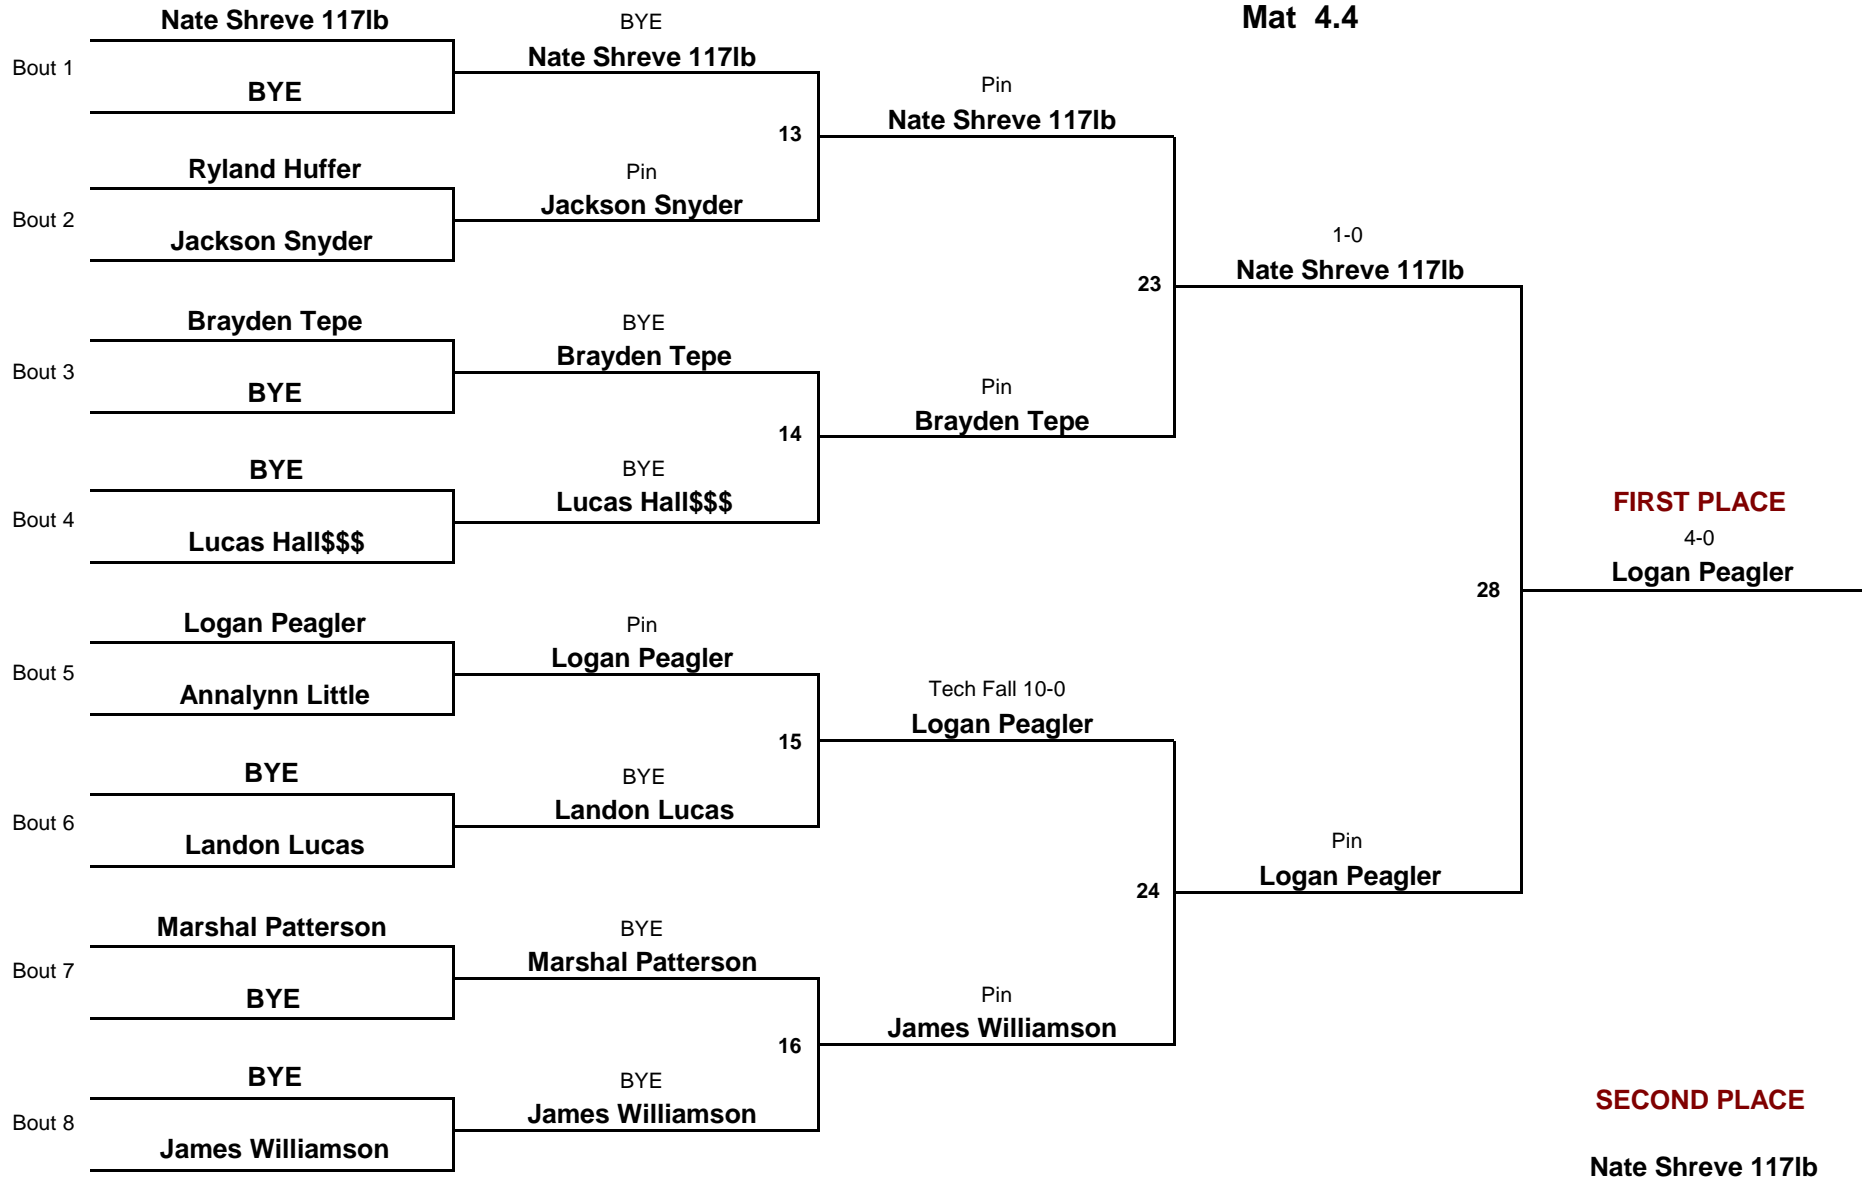 Mat 4.4
Nate Shreve 117lb
Bout 1
BYE
Ryland Huffer
Bout 2
Jackson Snyder
Brayden Tepe
Bout 3
BYE
BYE
Bout 4
Lucas Hall$$$
Logan Peagler
Bout 5
Annalynn Little
BYE
Bout 6
Landon Lucas
Marshal Patterson
Bout 7
BYE
BYE
Bout 8
James Williamson
BYE
Nate Shreve 117lb
13
Pin
Jackson Snyder
BYE
Brayden Tepe
14
BYE
Lucas Hall$$$
Pin
Logan Peagler
15
BYE
Landon Lucas
BYE
Marshal Patterson
16
BYE
James Williamson
Pin
Nate Shreve 117lb
23
Pin
Brayden Tepe
Tech Fall 10-0
Logan Peagler
24
Pin
James Williamson
1-0
Nate Shreve 117lb
28
Pin
Logan Peagler
FIRST PLACE
4-0
Logan Peagler
SECOND PLACE
Nate Shreve 117lb